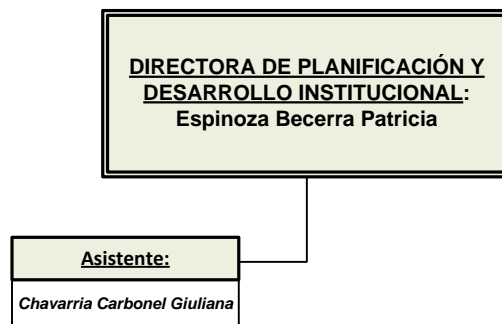 DIRECTORA DE PLANIFICACIÓN Y
DESARROLLO INSTITUCIONAL:
Espinoza Becerra Patricia
Asistente:
Chavarria Carbonel Giuliana